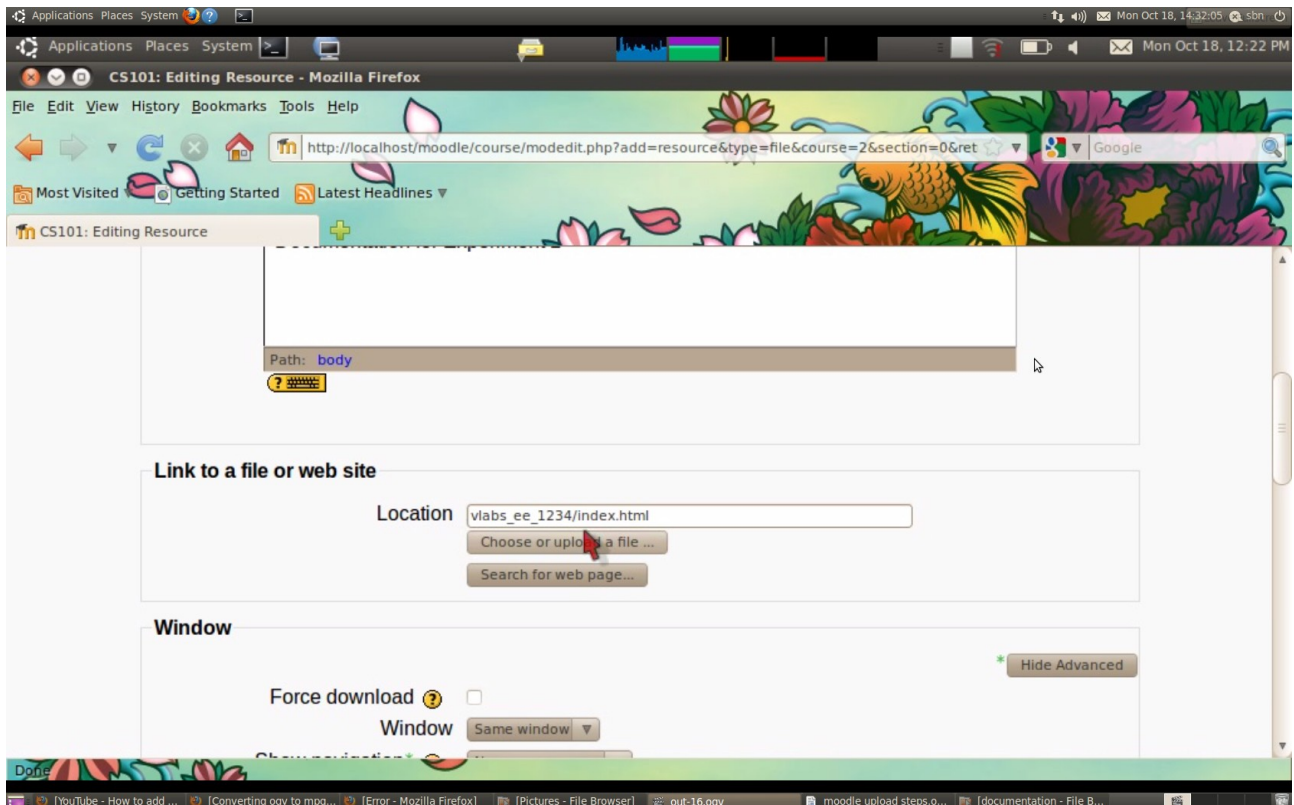 Applications Places System Mon Oct 18, 14:32:05 sbn
Applications Places System Mon Oct 18, 12:22 PM
CS101: Editing Resource - Mozilla Firefox
File Edit View History Bookmarks Tools Help
http://localhost/moodle/course/modedit.php?add=resource&type=file&course=2&section=0&ret Google
Most Visited Getting Started Latest Headlines
CS101: Editing Resource
Path: body
?
Link to a file or web site
Location vlabs_ee_1234/index.html
Choose or upload a file ...
Search for web page...
Window
* Hide Advanced
Force download ?
Window Same window
Done
[YouTube - How to add ... [Converting ogv to mpg... [Error - Mozilla Firefox] [Pictures - File Browser] out-16.ogv moodle upload steps.o... [documentation - File B...